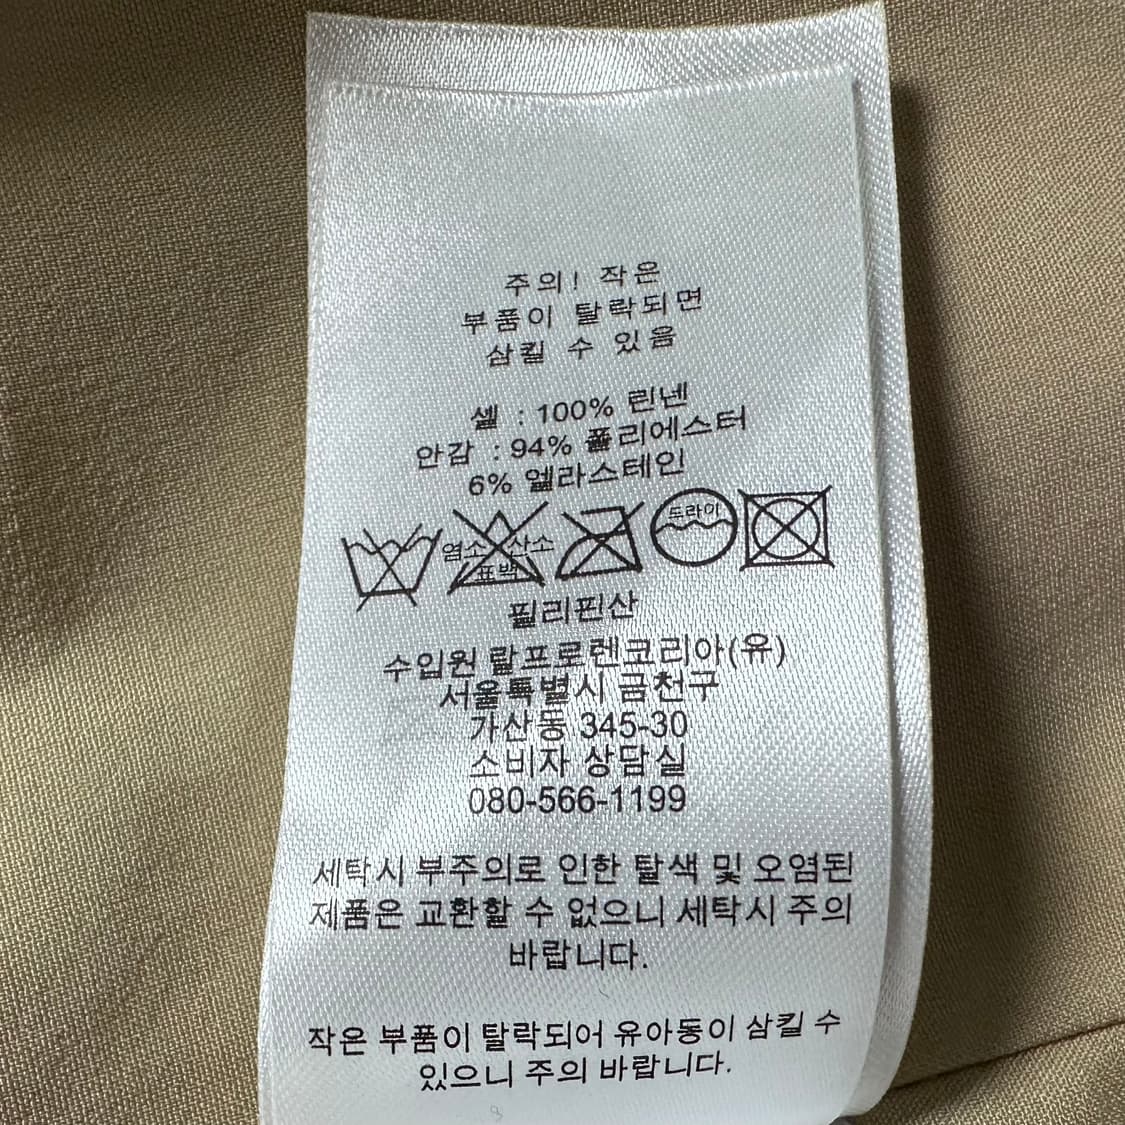 주의! 작은
부품이 탈락되면
삼킬 수 있음
쉘 : 100% 린넨
안감 : 94% 폴리에스터
6% 엘라스테인
염소 산소
표백
드라이
필리핀산
수입원 랄프로렌코리아(유)
서울특별시 금천구
가산동 345-30
소비자 상담실
080-566-1199
세탁시 부주의로 인한 탈색 및 오염된
제품은 교환할 수 없으니 세탁시 주의
바랍니다.
작은 부품이 탈락되어 유아동이 삼킬 수
있으니 주의 바랍니다.